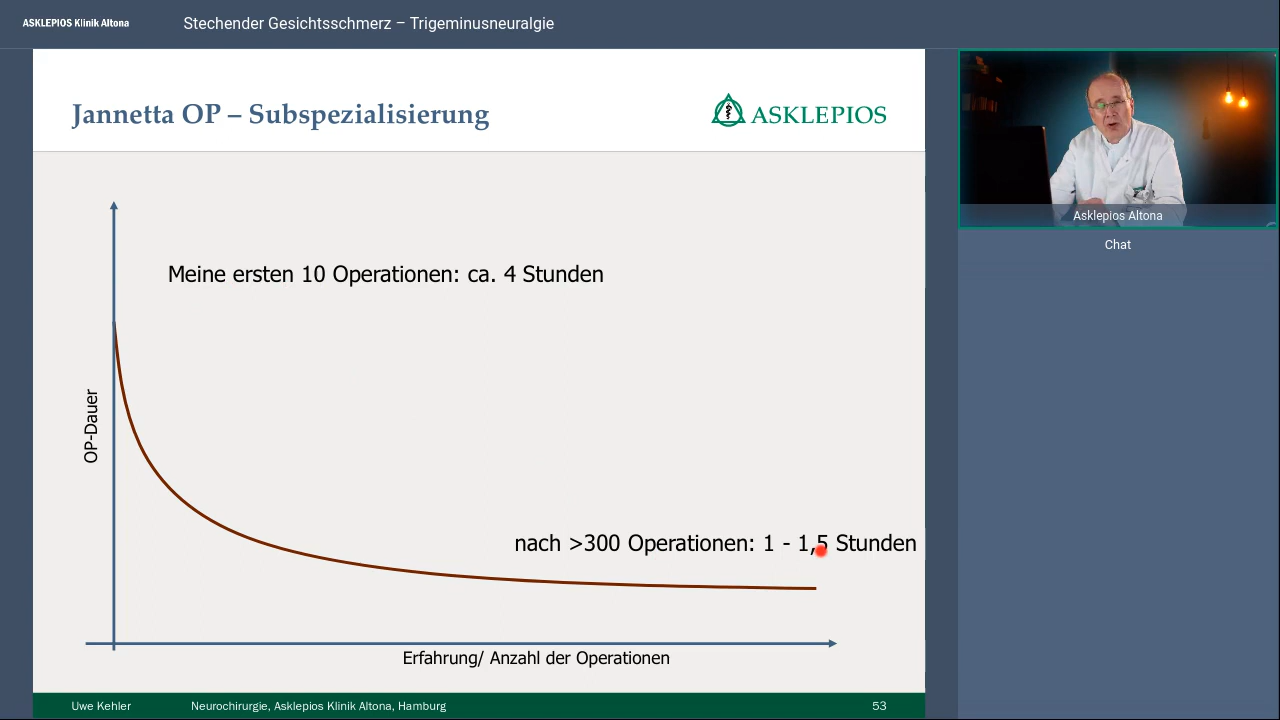 ASKLEPIOS Klinik Altona
Stechender Gesichtsschmerz – Trigeminusneuralgie
Jannetta OP – Subspezialisierung
ASKLEPIOS
Meine ersten 10 Operationen: ca. 4 Stunden
OP-Dauer
nach >300 Operationen: 1 - 1,5 Stunden
Erfahrung/ Anzahl der Operationen
Uwe Kehler
Neurochirurgie, Asklepios Klinik Altona, Hamburg
53
Asklepios Altona
Chat